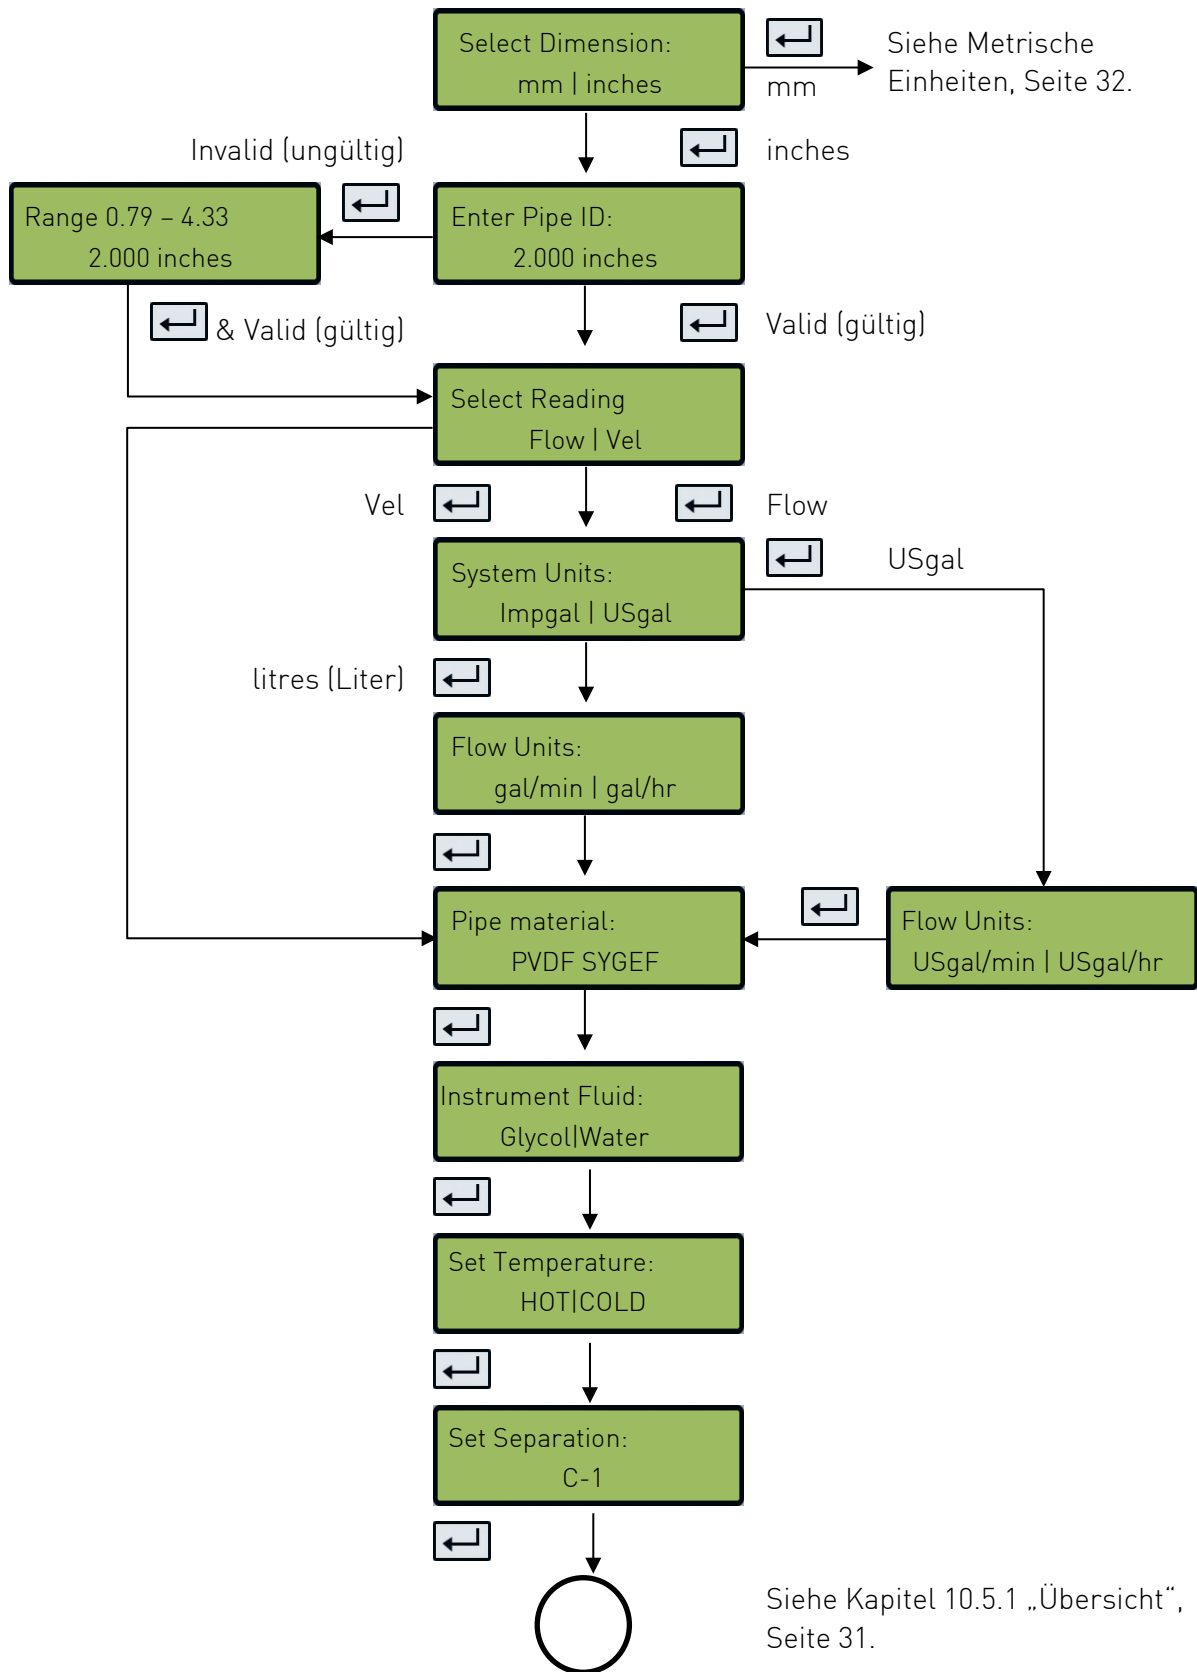 Select Dimension:
mm | inches
mm
Siehe Metrische
Einheiten, Seite 32.
inches
Invalid (ungültig)
Range 0.79 – 4.33
2.000 inches
Enter Pipe ID:
2.000 inches
& Valid (gültig)
Valid (gültig)
Select Reading
Flow | Vel
Vel
Flow
System Units:
Impgal | USgal
USgal
litres (Liter)
Flow Units:
gal/min | gal/hr
Pipe material:
PVDF SYGEF
Flow Units:
USgal/min | USgal/hr
Instrument Fluid:
Glycol|Water
Set Temperature:
HOT|COLD
Set Separation:
C-1
Siehe Kapitel 10.5.1 „Übersicht“,
Seite 31.